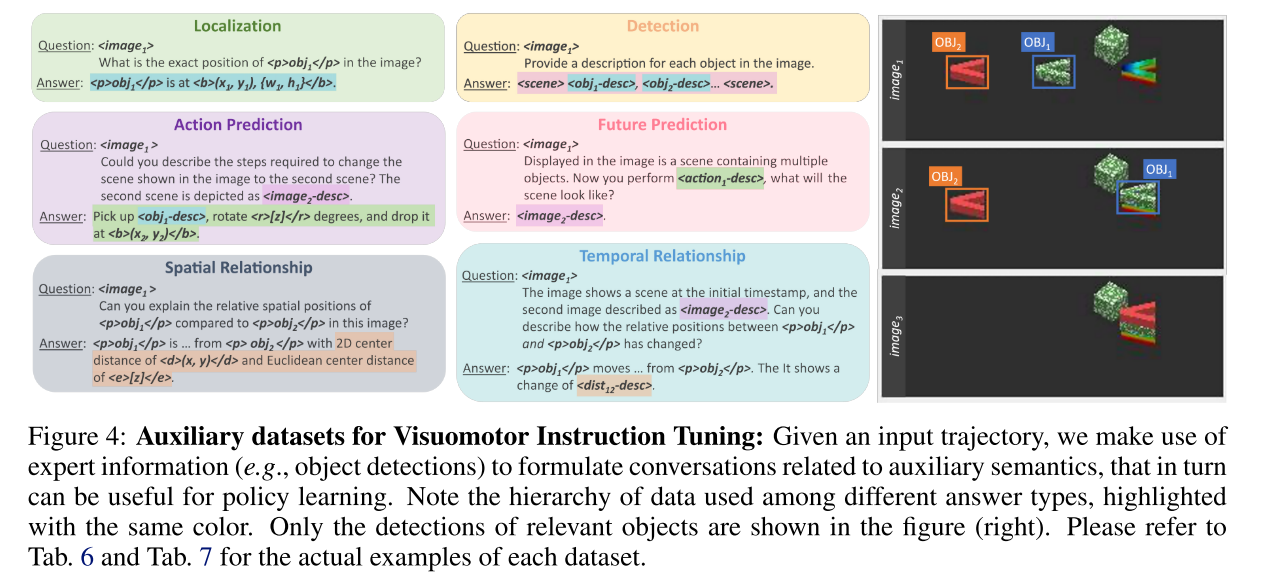 Localization
Question: <image₁>
What is the exact position of <p>obj₁</p> in the image?
Answer: <p>obj₁</p> is at <b>(x₁, y₁), {w₁, h₁}</b>.
Detection
Question: <image₁>
Provide a description for each object in the image.
Answer: <scene> <obj₁-desc>, <obj₂-desc>… <scene>.
Action Prediction
Question: <image₁>
Could you describe the steps required to change the
scene shown in the image to the second scene? The
second scene is depicted as <image₂-desc>.
Answer: Pick up <obj₁-desc>, rotate <r>[z]</r> degrees, and drop it
at <b>(x₂, y₂)</b>.
Future Prediction
Question: <image₁>
Displayed in the image is a scene containing multiple
objects. Now you perform <action₁-desc>, what will the
scene look like?
Answer: <image₂-desc>.
Spatial Relationship
Question: <image₁>
Can you explain the relative spatial positions of
<p>obj₁</p> compared to <p>obj₂</p> in this image?
Answer: <p>obj₁</p> is … from <p> obj₂</p> with 2D center
distance of <d>(x, y)</d> and Euclidean center distance
of <e>[z]</e>.
Temporal Relationship
Question: <image₁>
The image shows a scene at the initial timestamp, and the
second image described as <image₂-desc>. Can you
describe how the relative positions between <p>obj₁</p>
and <p>obj₂</p> has changed?
Answer: <p>obj₁</p> moves … from <p>obj₂</p>. The It shows a
change of <dist₁₂-desc>.
image₁
OBJ₂
OBJ₁
image₂
OBJ₂
OBJ₁
image₃
Figure 4: Auxiliary datasets for Visuomotor Instruction Tuning: Given an input trajectory, we make use of
expert information (e.g., object detections) to formulate conversations related to auxiliary semantics, that in turn
can be useful for policy learning. Note the hierarchy of data used among different answer types, highlighted
with the same color. Only the detections of relevant objects are shown in the figure (right). Please refer to
Tab. 6 and Tab. 7 for the actual examples of each dataset.